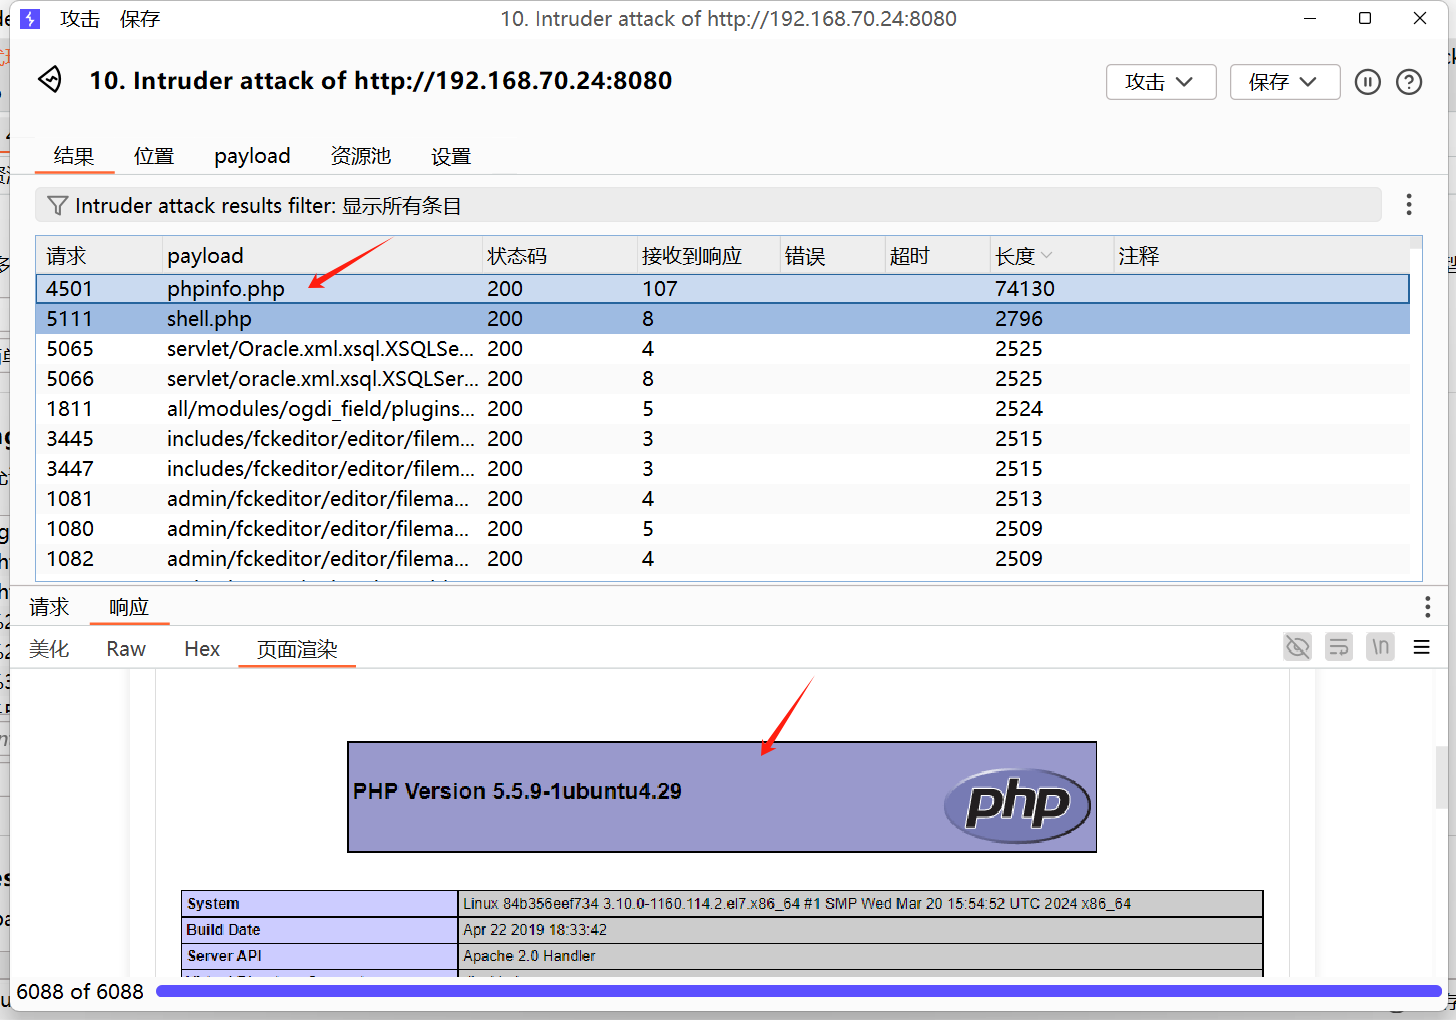 攻击 保存 10. Intruder attack of http://192.168.70.24:8080
10. Intruder attack of http://192.168.70.24:8080 攻击 保存
结果 位置 payload 资源池 设置
Intruder attack results filter: 显示所有条目
请求 payload 状态码 接收到响应 错误 超时 长度 注释
4501 phpinfo.php 200 107 74130
5111 shell.php 200 8 2796
5065 servlet/Oracle.xml.xsql.XSQLSe... 200 4 2525
5066 servlet/oracle.xml.xsql.XSQLSer... 200 8 2525
1811 all/modules/ogdi_field/plugins... 200 5 2524
3445 includes/fckeditor/editor/filem... 200 3 2515
3447 includes/fckeditor/editor/filem... 200 3 2515
1081 admin/fckeditor/editor/filema... 200 4 2513
1080 admin/fckeditor/editor/filema... 200 5 2509
1082 admin/fckeditor/editor/filema... 200 4 2509
请求 响应
美化 Raw Hex 页面渲染 \n
PHP Version 5.5.9-1ubuntu4.29 php
System Linux 84b356eef734 3.10.0-1160.114.2.el7.x86_64 #1 SMP Wed Mar 20 15:54:52 UTC 2024 x86_64
Build Date Apr 22 2019 18:33:42
Server API Apache 2.0 Handler
6088 of 6088